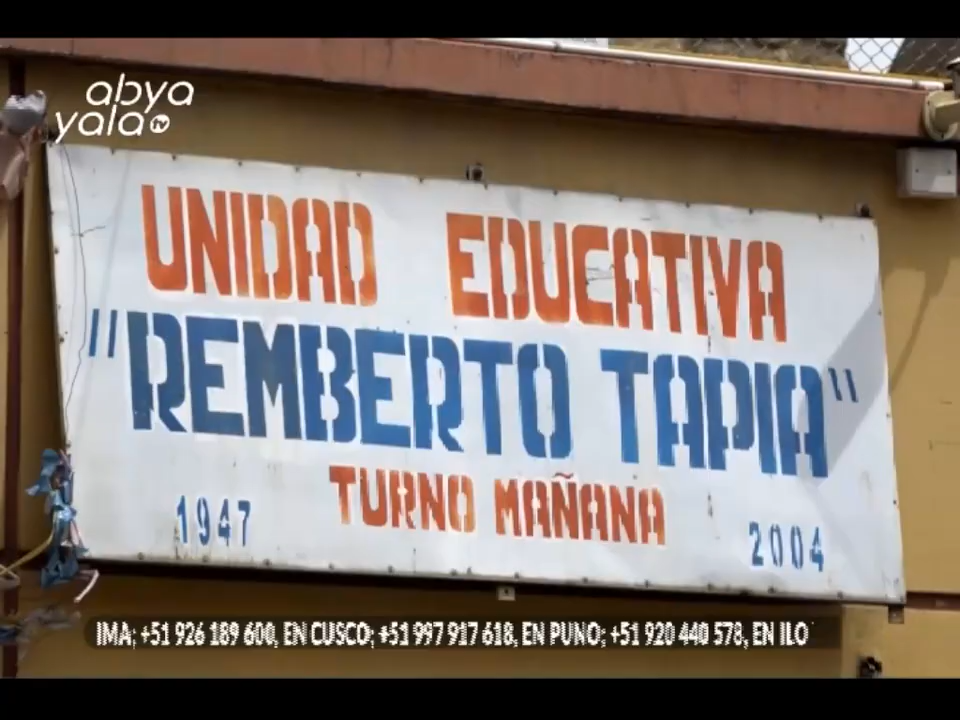 abya
yala tv
UNIDAD EDUCATIVA
"REMBERTO TAPIA"
TURNO MAÑANA
1947 2004
IMA; +51 926 189 600, EN CUSCO; +51 997 917 618, EN PUNO; +51 920 440 578, EN ILO